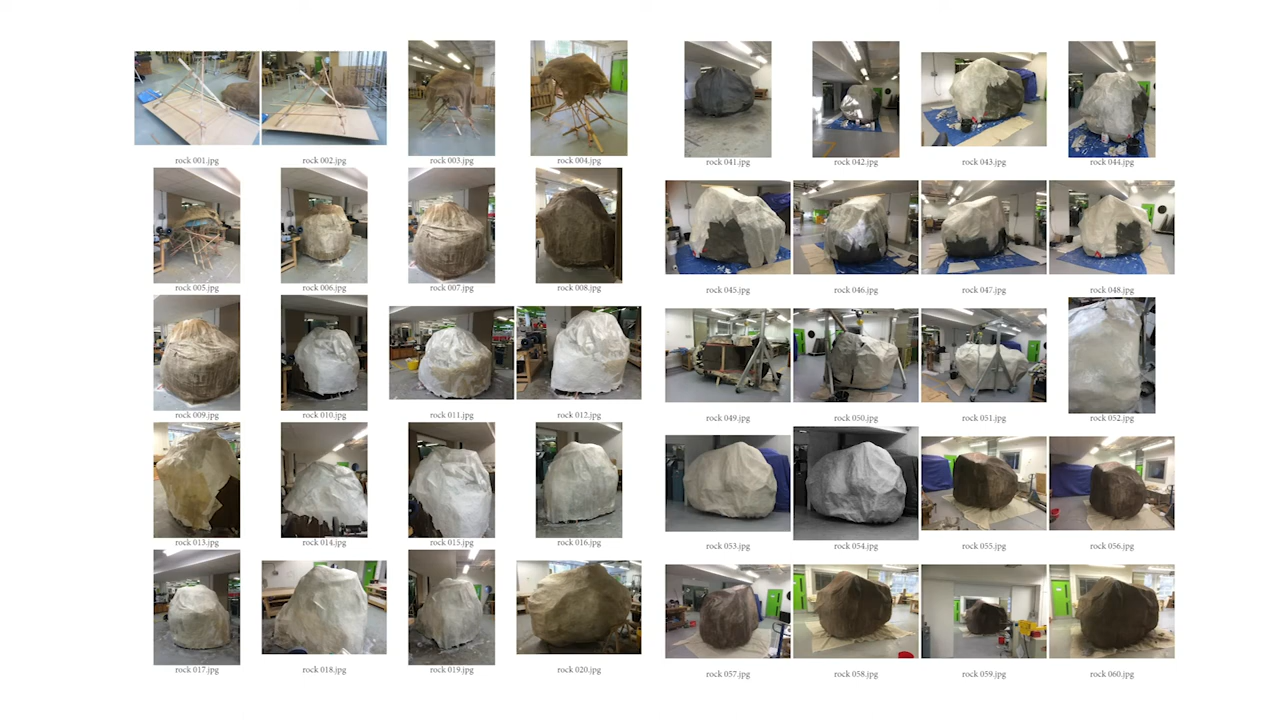 rock 001.jpg
rock 002.jpg
rock 003.jpg
rock 004.jpg
rock 005.jpg
rock 006.jpg
rock 007.jpg
rock 008.jpg
rock 009.jpg
rock 010.jpg
rock 011.jpg
rock 012.jpg
rock 013.jpg
rock 014.jpg
rock 015.jpg
rock 016.jpg
rock 017.jpg
rock 018.jpg
rock 019.jpg
rock 020.jpg
rock 041.jpg
rock 042.jpg
rock 043.jpg
rock 044.jpg
rock 045.jpg
rock 046.jpg
rock 047.jpg
rock 048.jpg
rock 049.jpg
rock 050.jpg
rock 051.jpg
rock 052.jpg
rock 053.jpg
rock 054.jpg
rock 055.jpg
rock 056.jpg
rock 057.jpg
rock 058.jpg
rock 059.jpg
rock 060.jpg